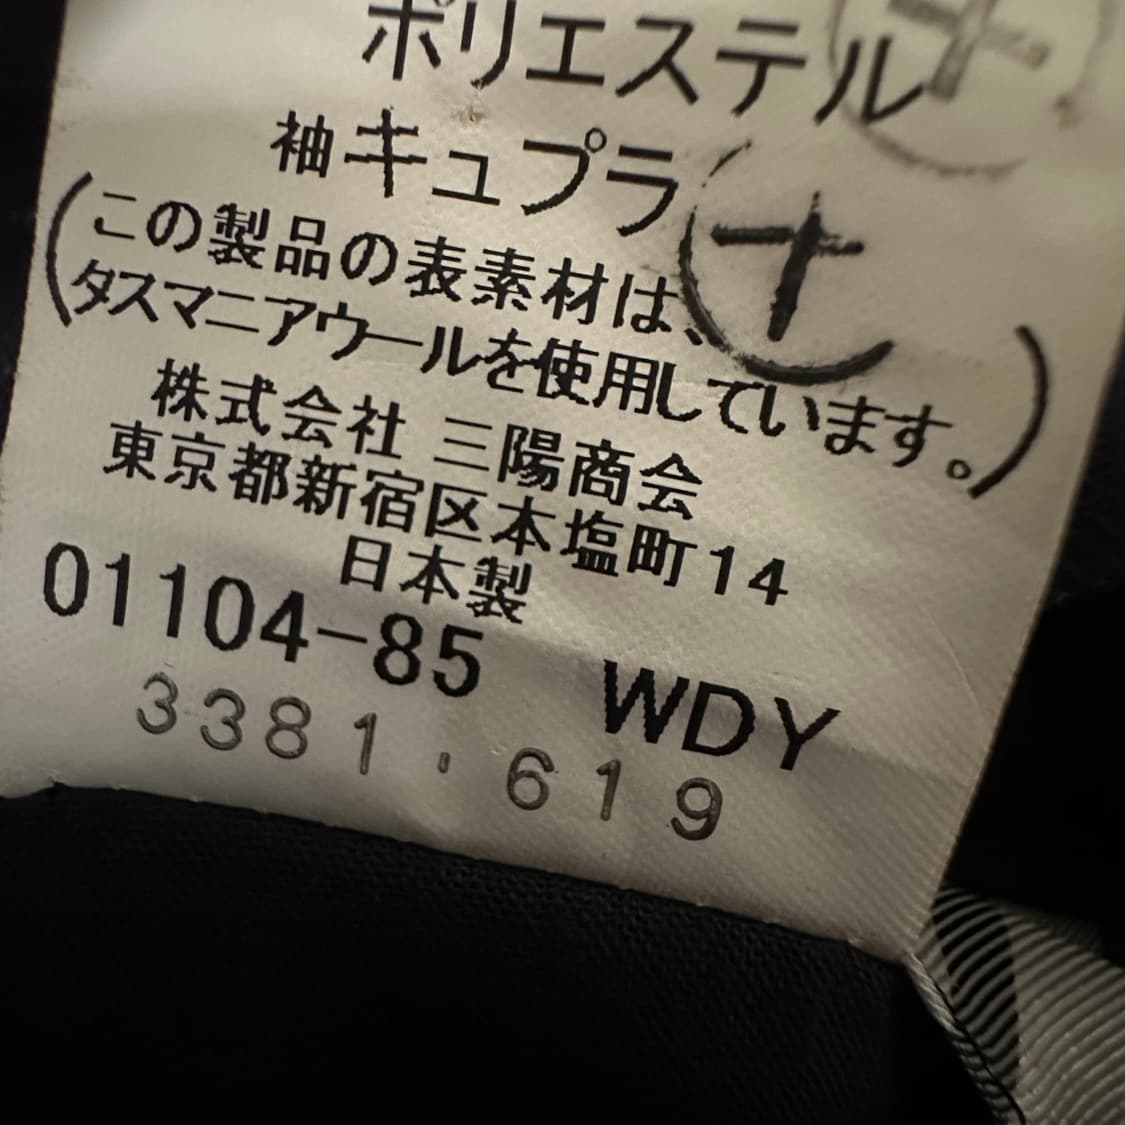 ポリエステル
袖キュプラ
(この製品の表素材は、
タスマニアウールを使用しています。)
株式会社 三陽商会
東京都新宿区本塩町14
日本製
01104-85 WDY
3381.619